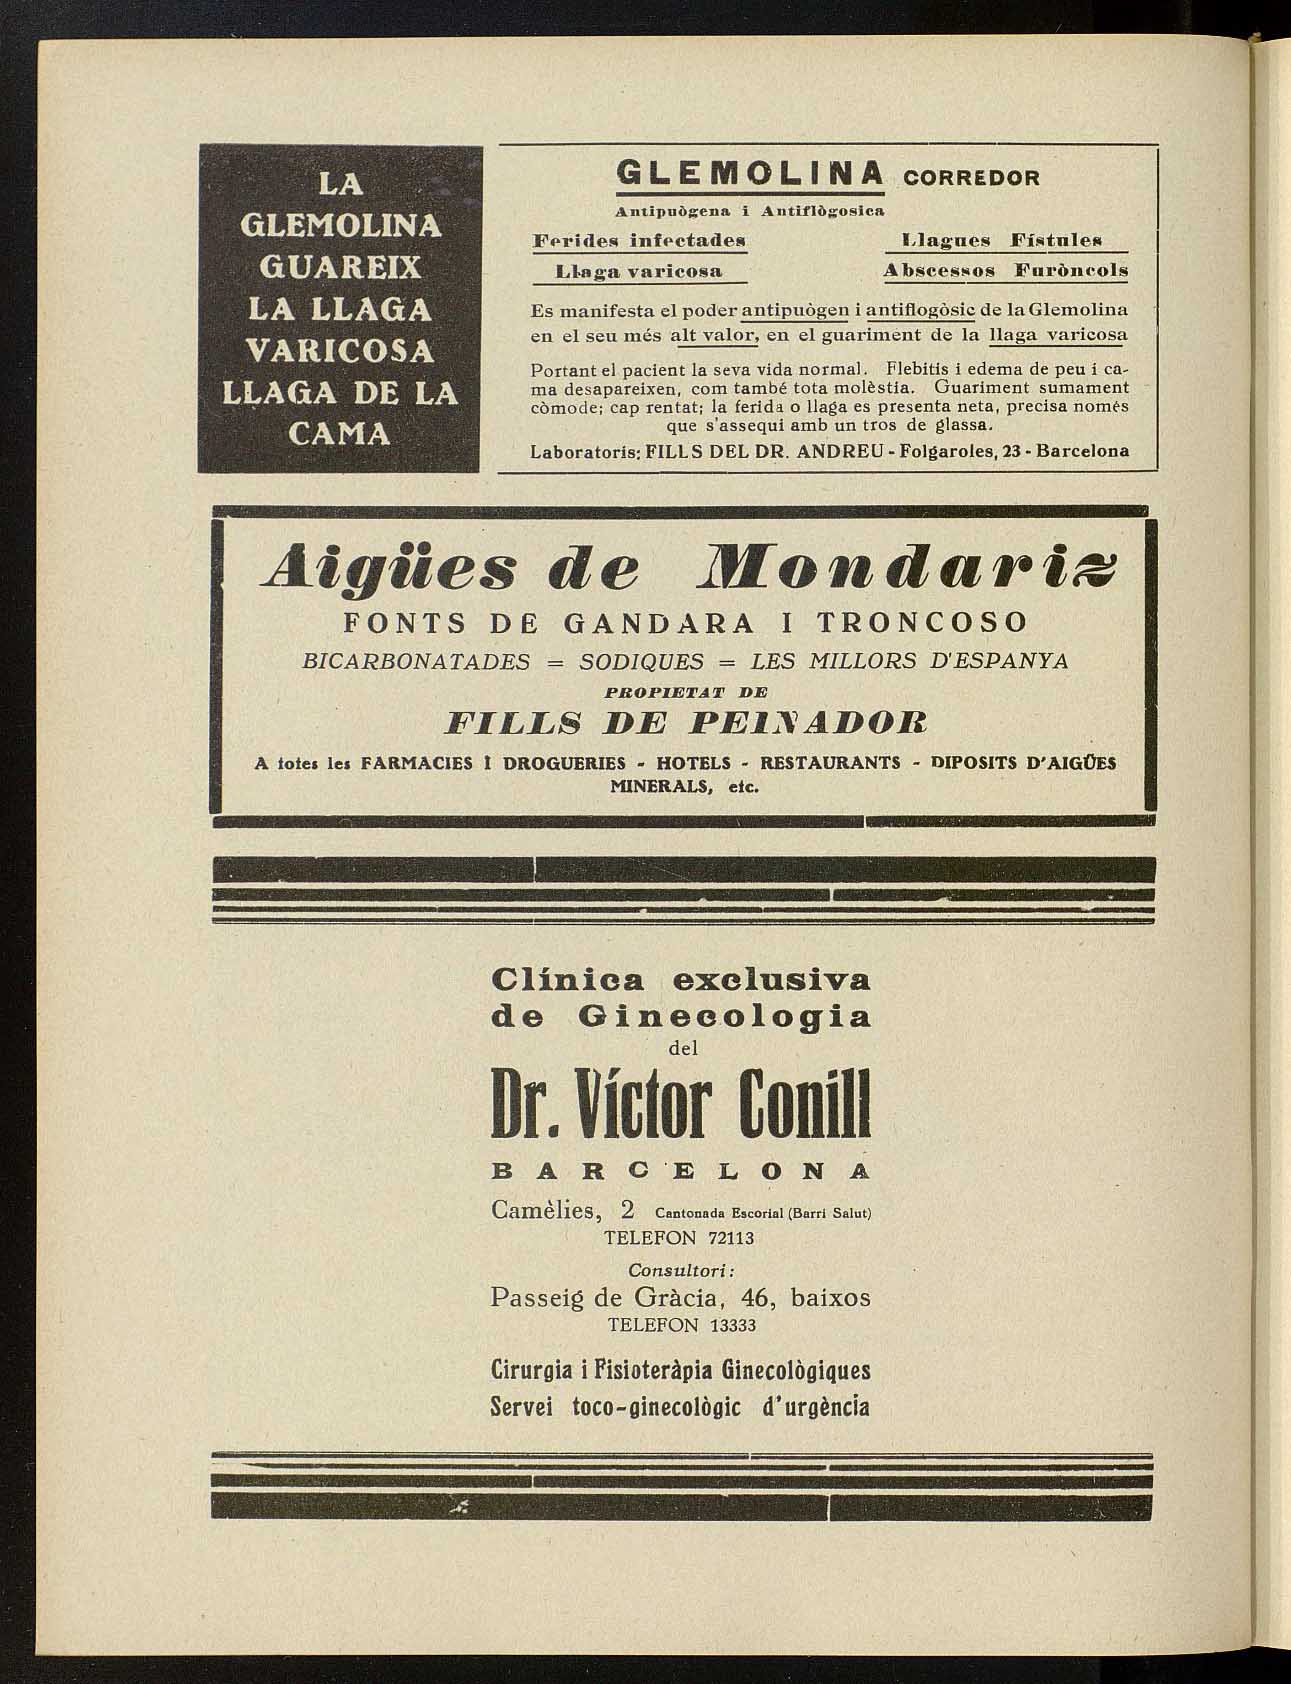 LA
GLEMOLINA
GUAREIX
LA LLAGA
VARICOSA
LLAGA DE LA
CAMA
GLEMOLINA CORREDOR
Antipuògena i Antiflògosica
Ferides infectades Llagues Fístules
Llaga varicosa Abscessos Furòncols
Es manifesta el poder antipuògen i antiflogòsic de la Glemolina
en el seu més alt valor, en el guariment de la llaga varicosa
Portant el pacient la seva vida normal. Flebitis i edema de peu i ca-
ma desapareixen, com també tota molèstia. Guariment sumament
còmode; cap rentat; la ferida o llaga es presenta neta, precisa només
que s'assequi amb un tros de glassa.
Laboratoris: FILLS DEL DR. ANDREU - Folgaroles, 23 - Barcelona
Aigües de Mondariz
FONTS DE GANDARA I TRONCOSO
BICARBONATADES = SODIQUES = LES MILLORS D'ESPANYA
PROPIETAT DE
FILLS DE PEINADOR
A totes les FARMACIES I DROGUERIES - HOTELS - RESTAURANTS - DIPOSITS D'AIGÜES
MINERALS, etc.
Clínica exclusiva
de Ginecologia
del
Dr. Víctor Conill
BARCELONA
Camèlies, 2 Cantonada Escorial (Barri Salut)
TELEFON 72113
Consultori:
Passeig de Gràcia, 46, baixos
TELEFON 13333
Cirurgia i Fisioteràpia Ginecològiques
Servei toco-ginecològic d'urgència